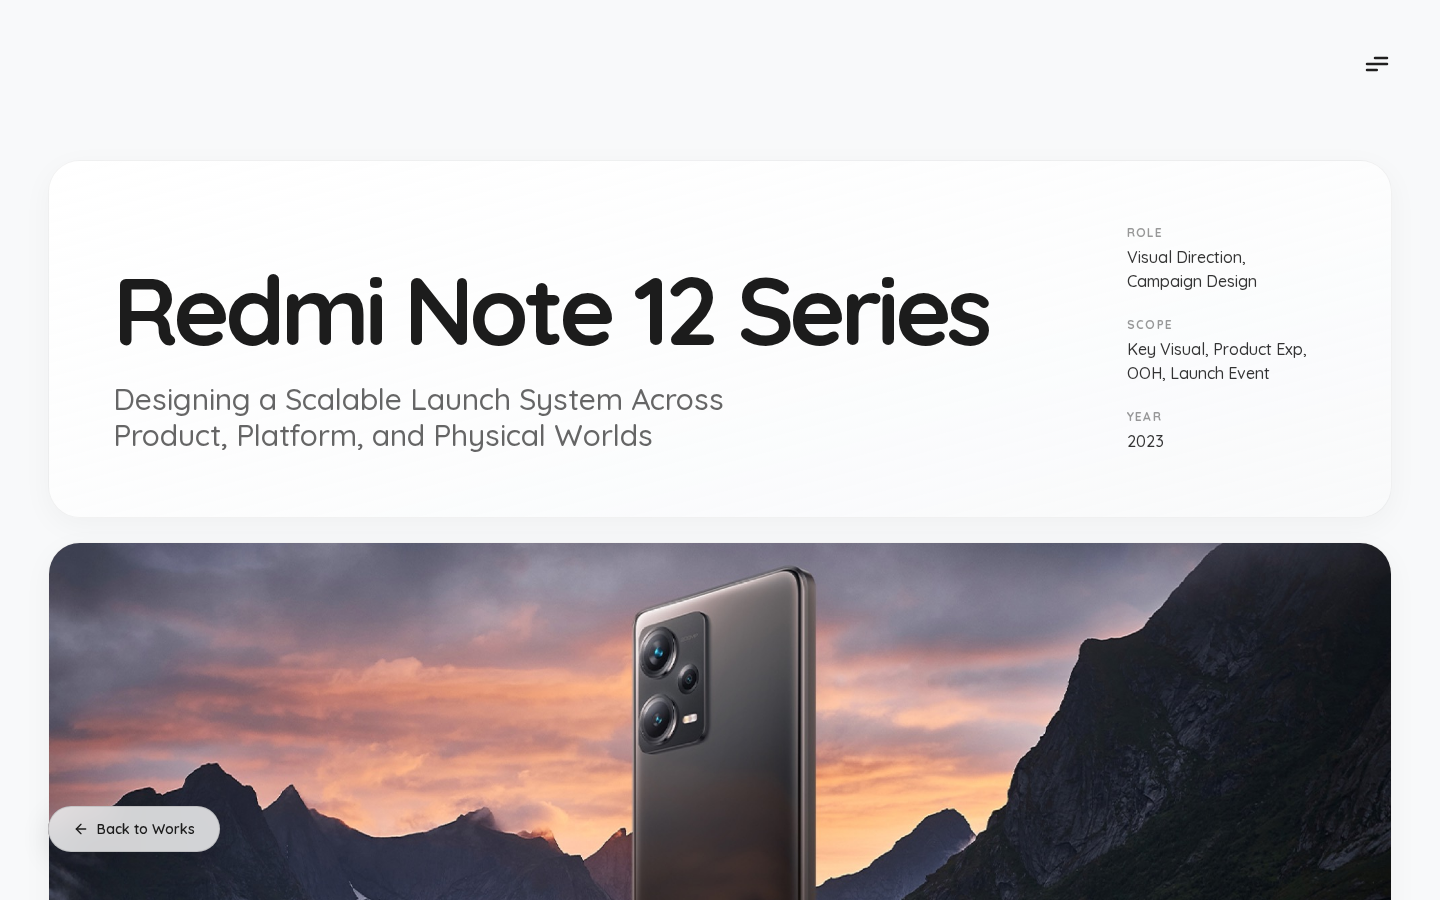 Redmi Note 12 Series
Designing a Scalable Launch System Across
Product, Platform, and Physical Worlds
ROLE
Visual Direction,
Campaign Design
SCOPE
Key Visual, Product Exp,
OOH, Launch Event
YEAR
2023
Back to Works